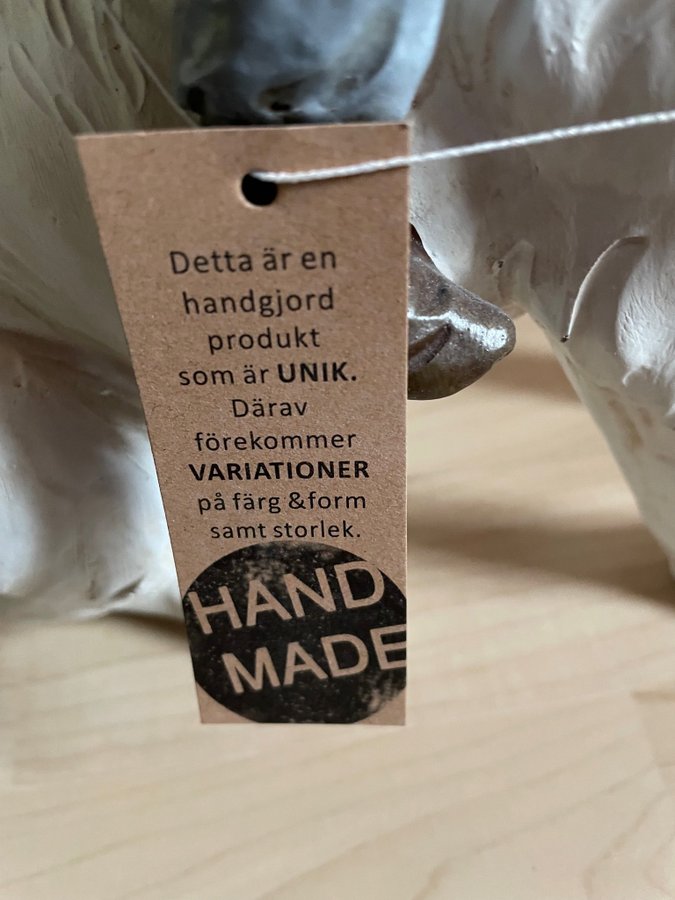 Detta är en
handgjord
produkt
som är UNIK.
Därav
förekommer
VARIATIONER
på färg &form
samt storlek.
HAND
MADE